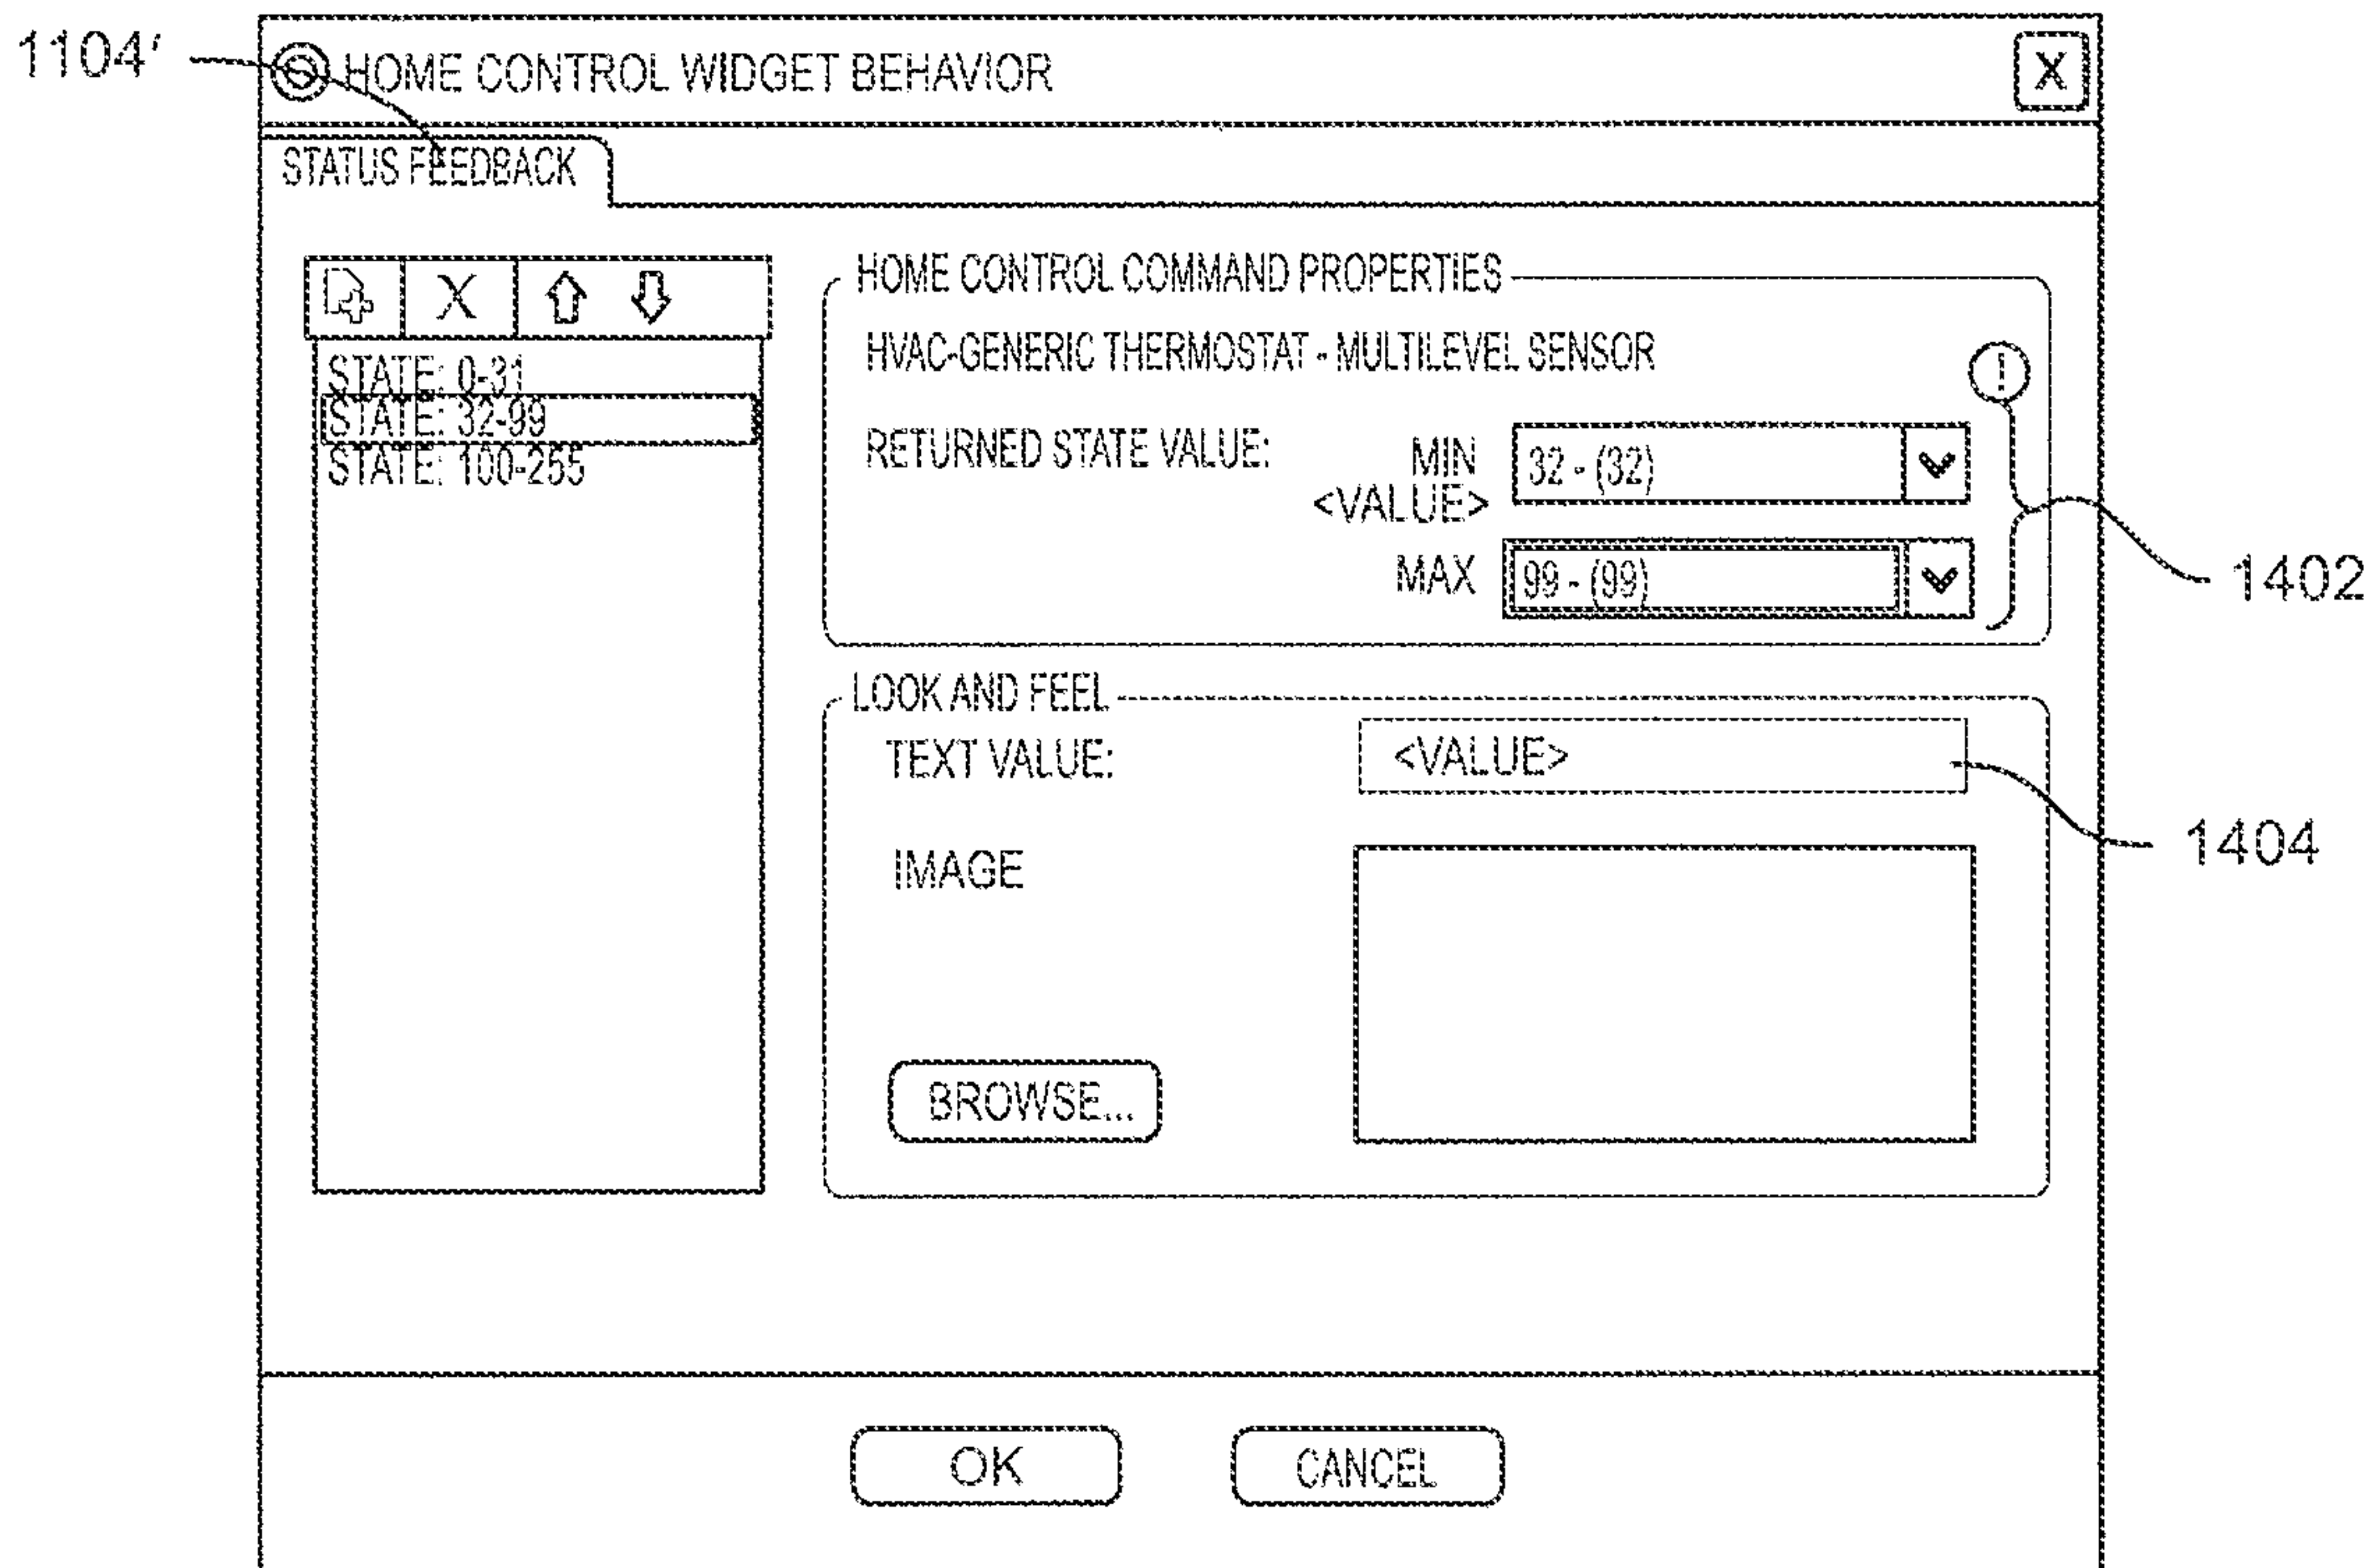 1104′
HOME CONTROL WIDGET BEHAVIOR
X
STATUS FEEDBACK
X
STATE: 0-31
STATE: 32-99
STATE: 100-255
HOME CONTROL COMMAND PROPERTIES
HVAC-GENERIC THERMOSTAT - MULTILEVEL SENSOR
!
RETURNED STATE VALUE:
MIN
32 - (32)
<VALUE>
MAX
99 - (99)
1402
LOOK AND FEEL
TEXT VALUE:
<VALUE>
1404
IMAGE
BROWSE...
OK
CANCEL